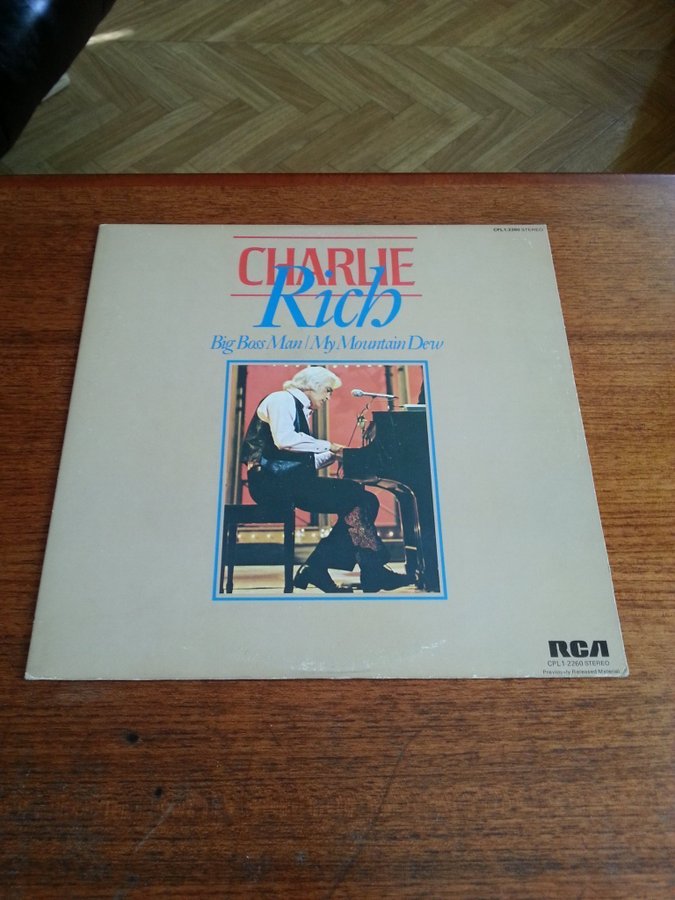 CPL1-2260 STEREO
CHARLIE
Rich
Big Boss Man/My Mountain Dew
RCA
CPL1-2260 STEREO
Previously Released Material